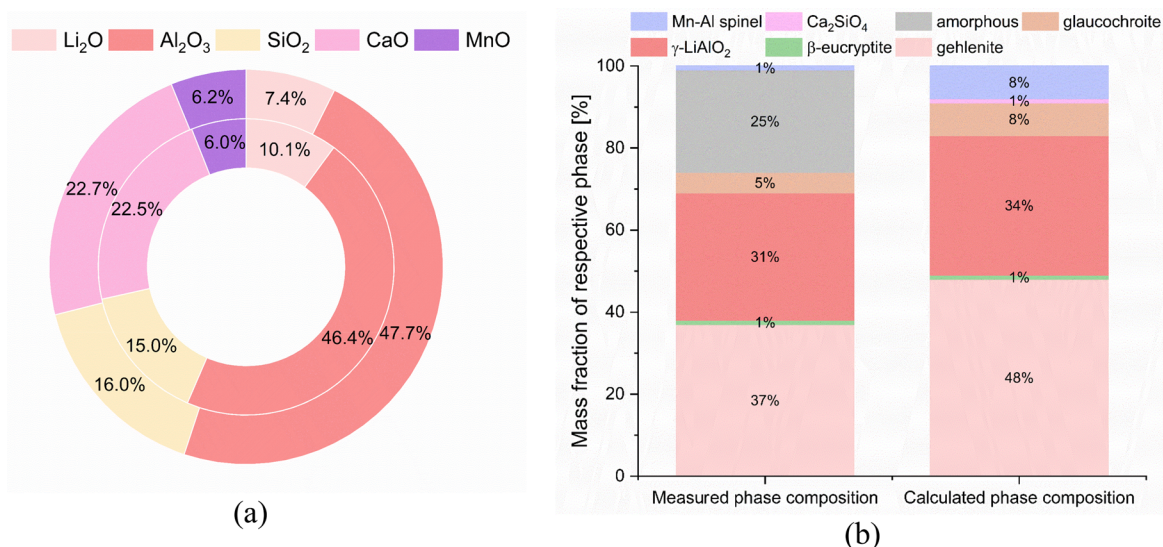 (a)
Li₂O Al₂O₃ SiO₂ CaO MnO
6.2% 7.4%
6.0% 10.1%
22.7%
22.5%
15.0% 46.4% 47.7%
16.0%
(b)
Mn-Al spinel Ca₂SiO₄ amorphous glaucochroite
γ-LiAlO₂ β-eucryptite gehlenite
Mass fraction of respective phase [%]
100
80
60
40
20
0
1%
25%
5%
31%
1%
37%
8%
1%
8%
34%
1%
48%
Measured phase composition Calculated phase composition